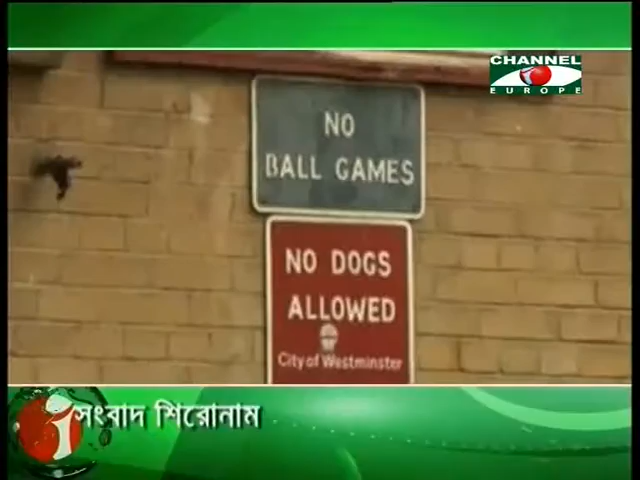 CHANNEL
i
EUROPE
NO
BALL GAMES
NO DOGS
ALLOWED
City of Westminster
i
সংবাদ শিরোনাম